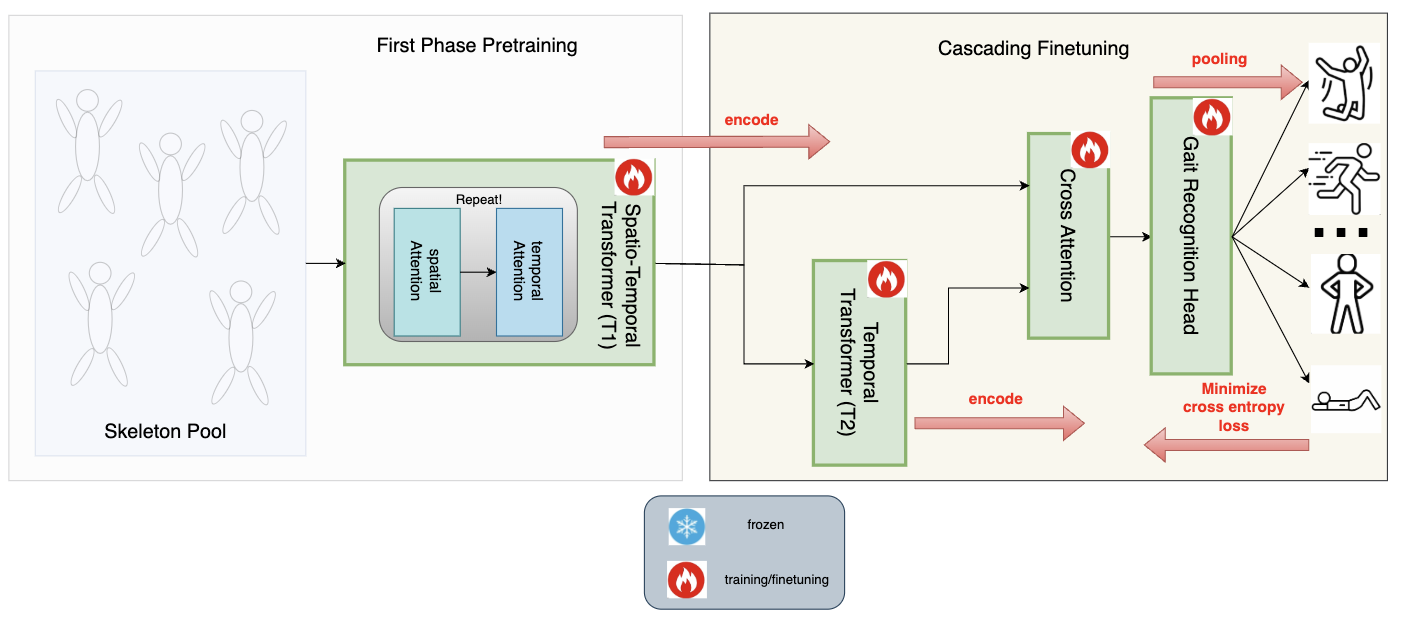 First Phase Pretraining
Skeleton Pool
Repeat!
spatial
Attention
temporal
Attention
Spatio-Temporal
Transformer (T1)
encode
Cascading Finetuning
Temporal
Transformer (T2)
encode
Cross Attention
pooling
Gait Recognition Head
Minimize
cross entropy
loss
frozen
training/finetuning